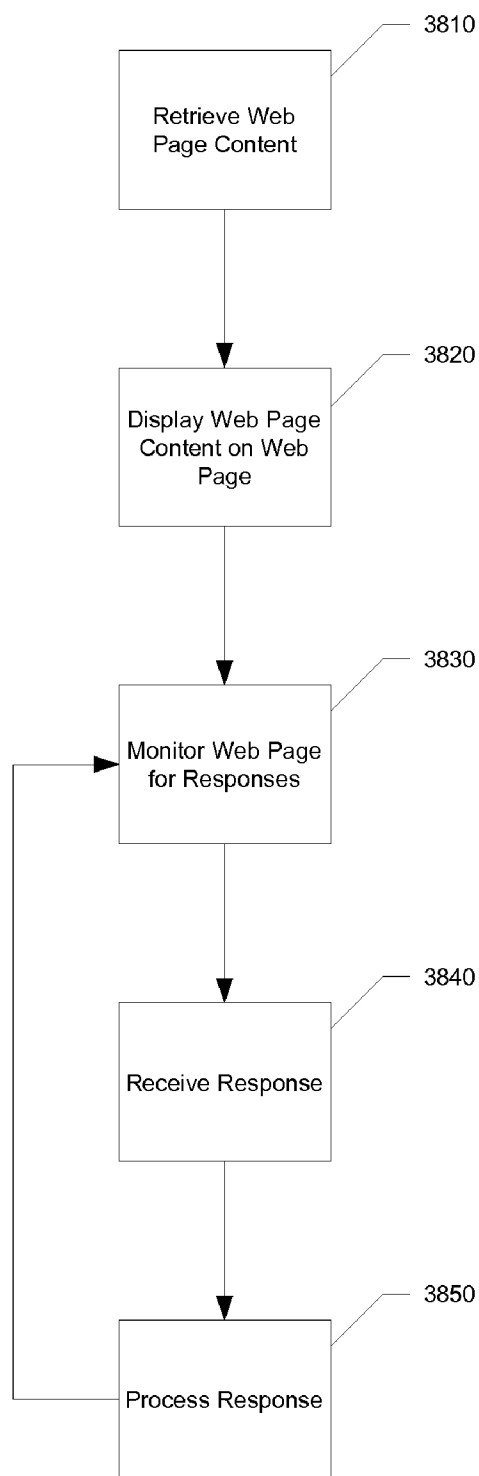 3810
Retrieve Web
Page Content
3820
Display Web Page
Content on Web
Page
3830
Monitor Web Page
for Responses
3840
Receive Response
3850
Process Response